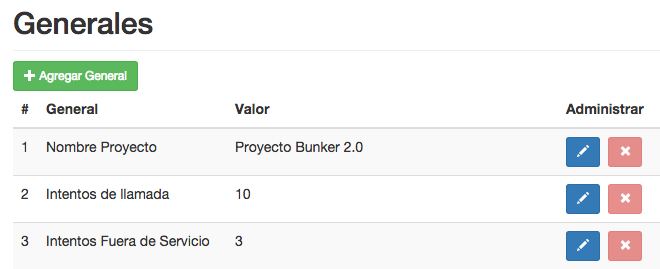 Generales
Agregar General
# General Valor Administrar
1 Nombre Proyecto Proyecto Bunker 2.0
2 Intentos de llamada 10
3 Intentos Fuera de Servicio 3